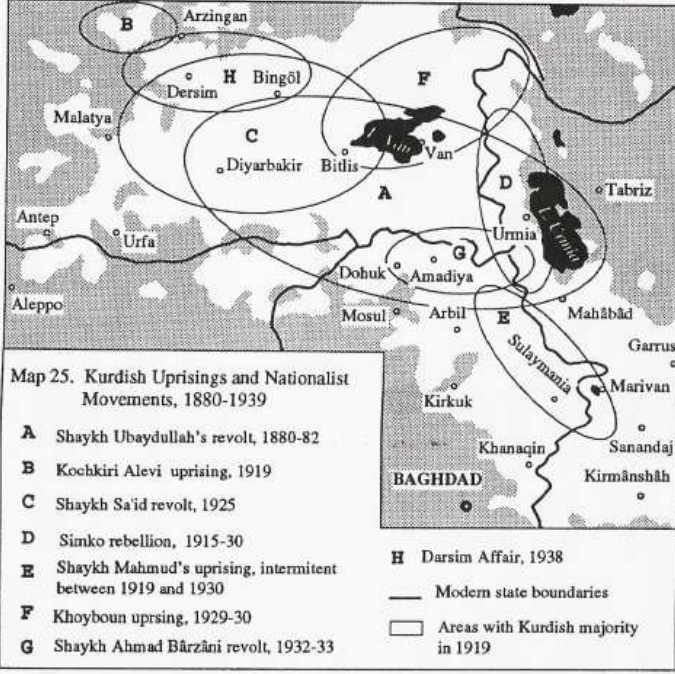 B
Arzingan
H
Dersim
Bingöl
F
Malatya
C
Diyarbakir
Bitlis
Van
A
D
Tabriz
Antep
Urfa
Urmia
G
Dohuk
Amadiya
Aleppo
Mosul
Arbil
E
Mahâbâd
Sulaymania
Garrus
Marivan
Kirkuk
Khanaqin
Sanandaj
BAGHDAD
Kirmânshâh
Map 25. Kurdish Uprisings and Nationalist
Movements, 1880-1939
A Shaykh Ubaydullah's revolt, 1880-82
B Kochkiri Alevi uprising, 1919
C Shaykh Sa'id revolt, 1925
D Simko rebellion, 1915-30
E Shaykh Mahmud's uprising, intermitent
between 1919 and 1930
F Khoyboun uprsing, 1929-30
G Shaykh Ahmad Bârzâni revolt, 1932-33
H Darsim Affair, 1938
Modern state boundaries
Areas with Kurdish majority
in 1919